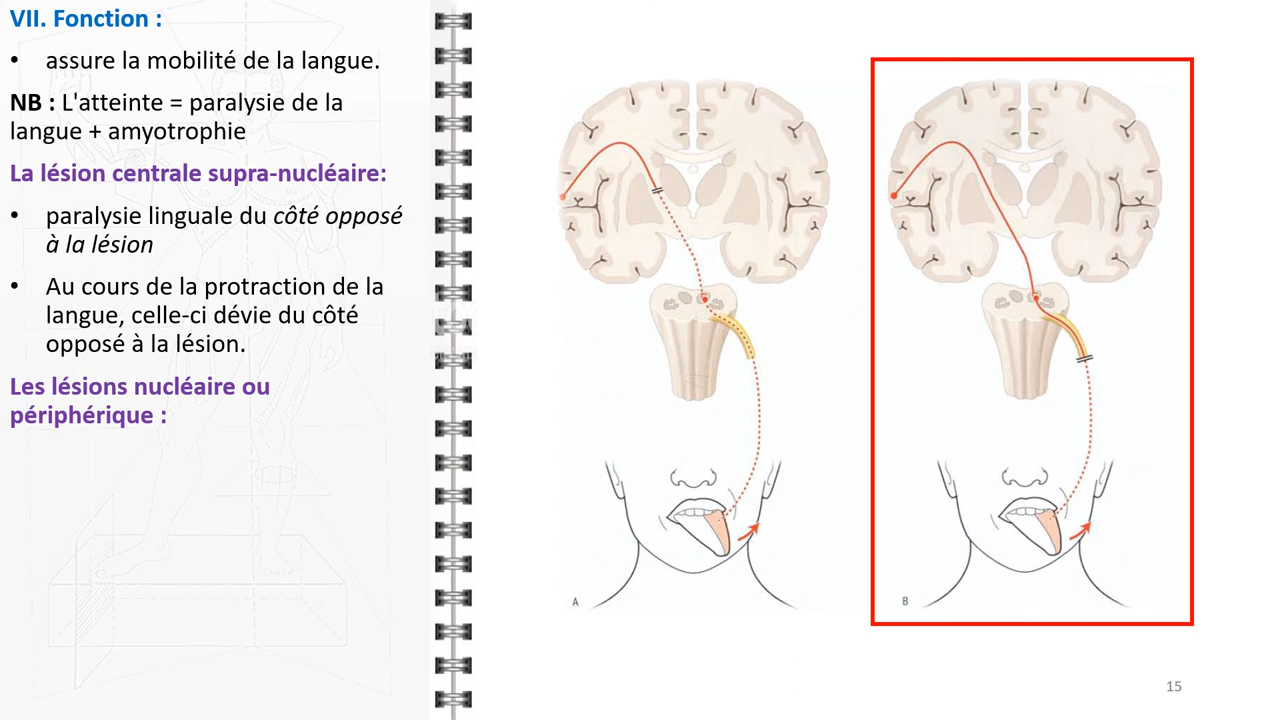 VII. Fonction :
• assure la mobilité de la langue.
NB : L'atteinte = paralysie de la
langue + amyotrophie
La lésion centrale supra-nucléaire:
• paralysie linguale du côté opposé
à la lésion
• Au cours de la protraction de la
langue, celle-ci dévie du côté
opposé à la lésion.
Les lésions nucléaire ou
périphérique :
A
B
15